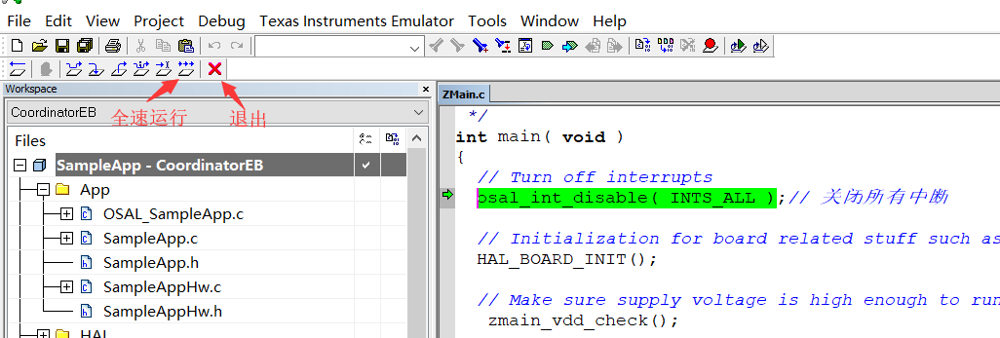 File Edit View Project Debug Texas Instruments Emulator Tools Window Help
Workspace
CoordinatorEB
全速运行
退出
Files
SampleApp - CoordinatorEB
App
OSAL_SampleApp.c
SampleApp.c
SampleApp.h
SampleAppHw.c
SampleAppHw.h
HAL
ZMain.c
*/
int main( void )
{
// Turn off interrupts
osal_int_disable( INTS_ALL );// 关闭所有中断
// Initialization for board related stuff such as
HAL_BOARD_INIT();
// Make sure supply voltage is high enough to run
zmain_vdd_check();